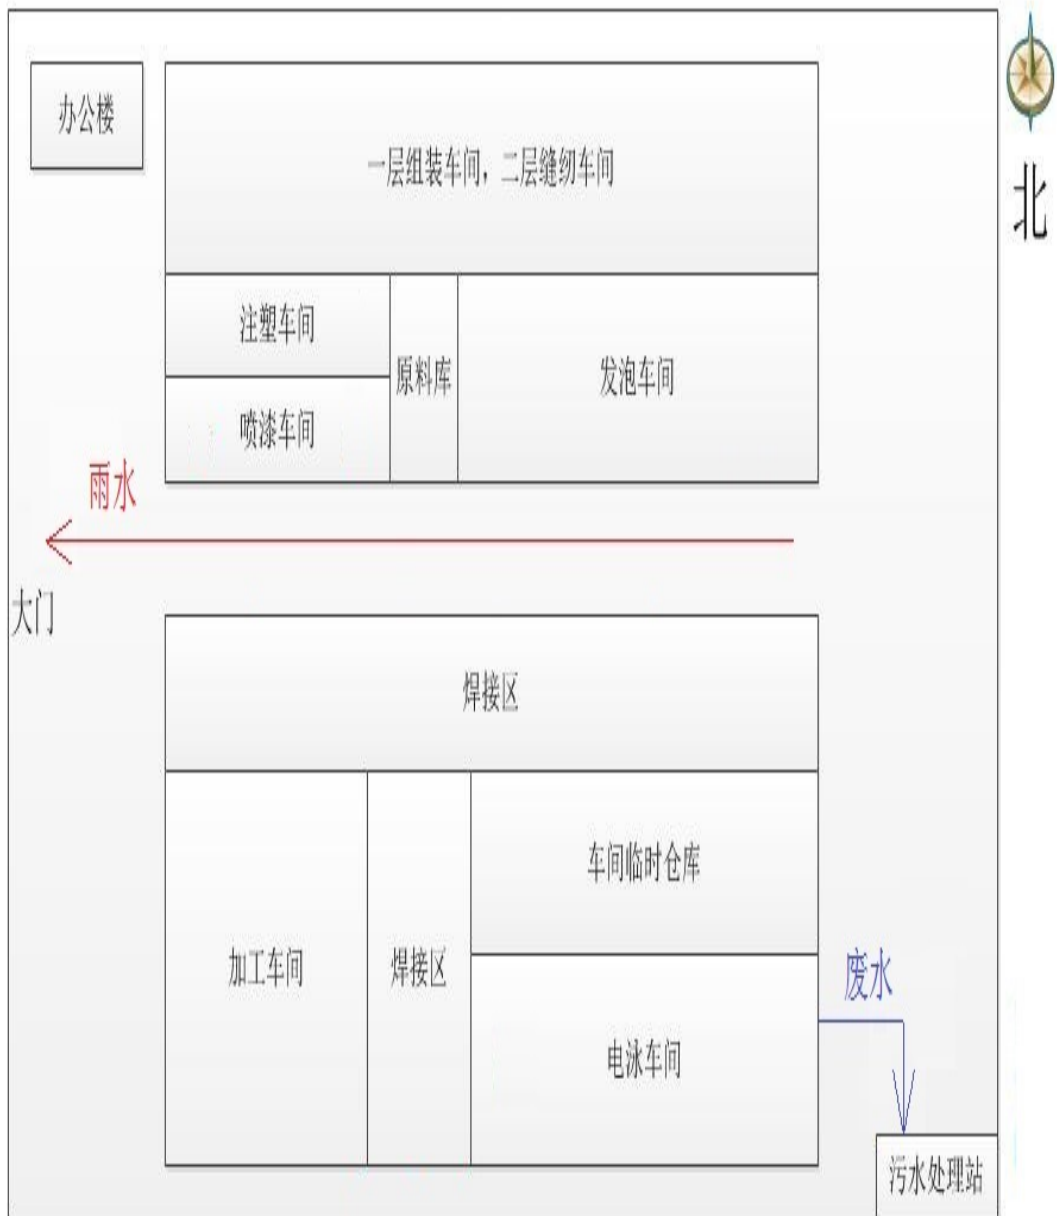 办公楼
一层组装车间，二层缝纫车间
北
注塑车间
原料库
发泡车间
喷漆车间
雨水
大门
焊接区
车间临时仓库
加工车间
焊接区
废水
电泳车间
污水处理站